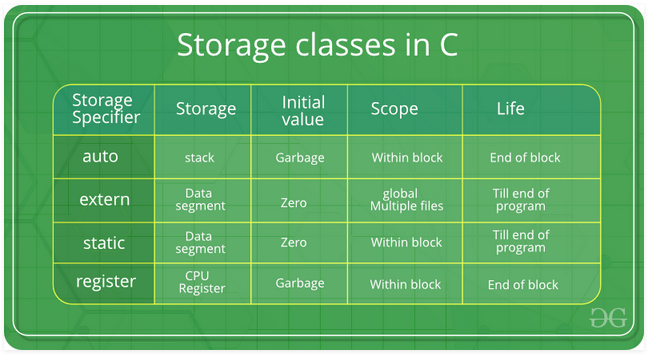 Storage classes in C
Storage
Specifier
Storage
Initial
value
Scope
Life
auto
stack
Garbage
Within block
End of block
extern
Data
segment
Zero
global
Multiple files
Till end of
program
static
Data
segment
Zero
Within block
Till end of
program
register
CPU
Register
Garbage
Within block
End of block